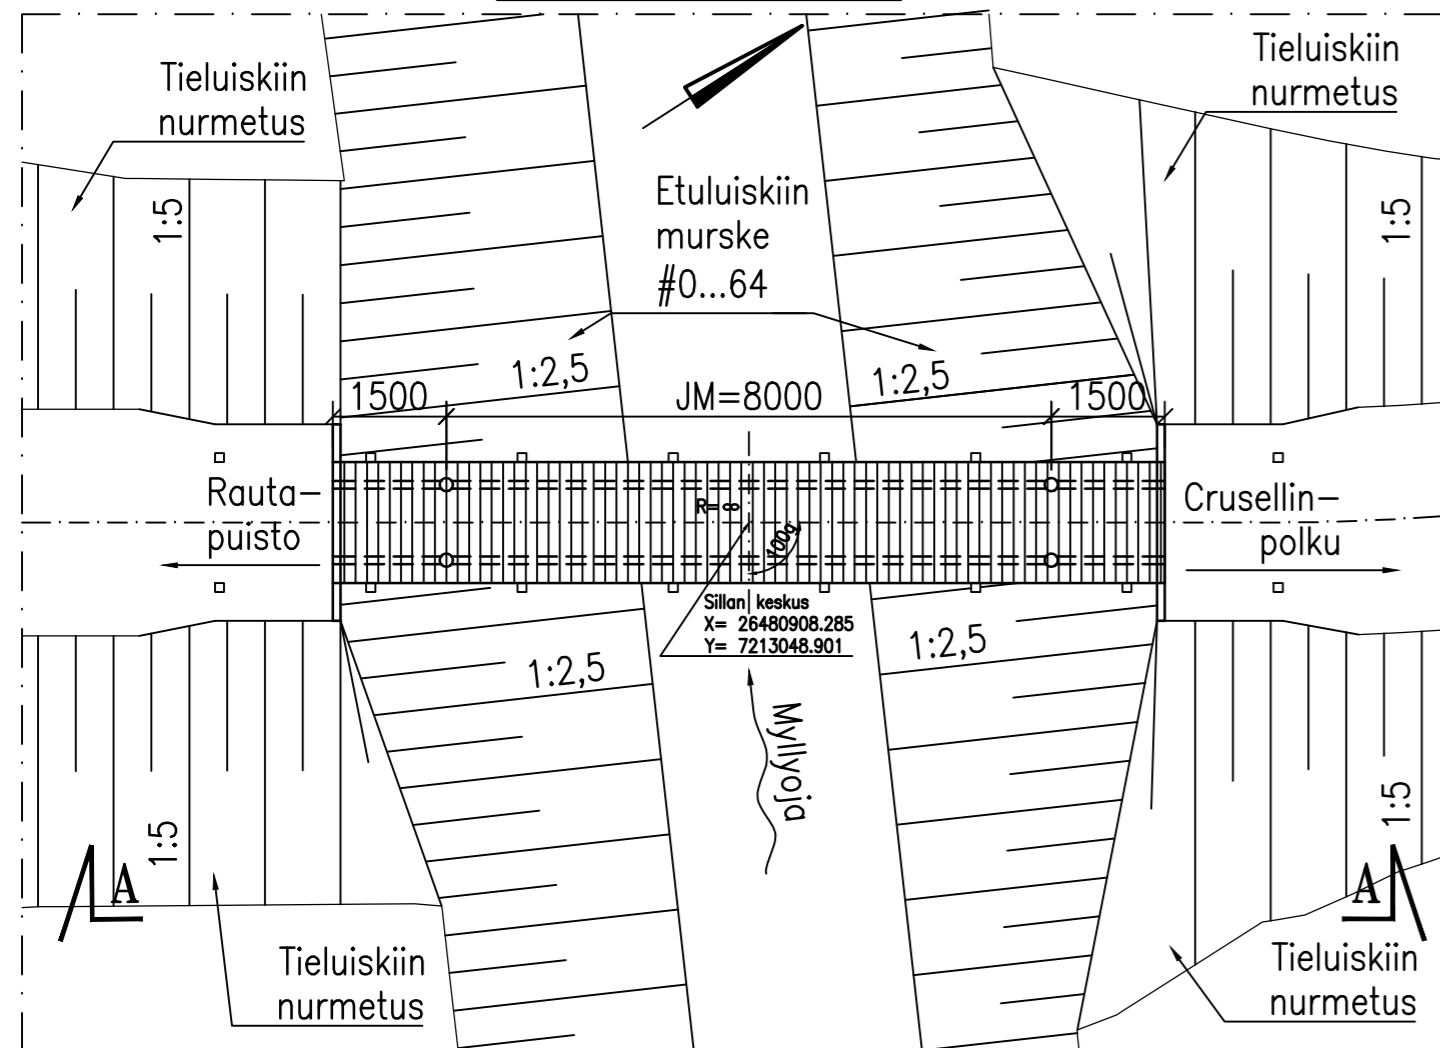 Tieluiskiin
nurmetus
Tieluiskiin
nurmetus
1:5
Etuluiskiin
murske
#0...64
1:5
1:2,5
1:2,5
1500
JM=8000
1500
Rauta-
puisto
R=∞
100g
Crusellin-
polku
Sillan keskus
X= 26480908.285
Y= 7213048.901
1:2,5
1:2,5
Myllyoja
1:5
1:5
A
A
Tieluiskiin
nurmetus
Tieluiskiin
nurmetus